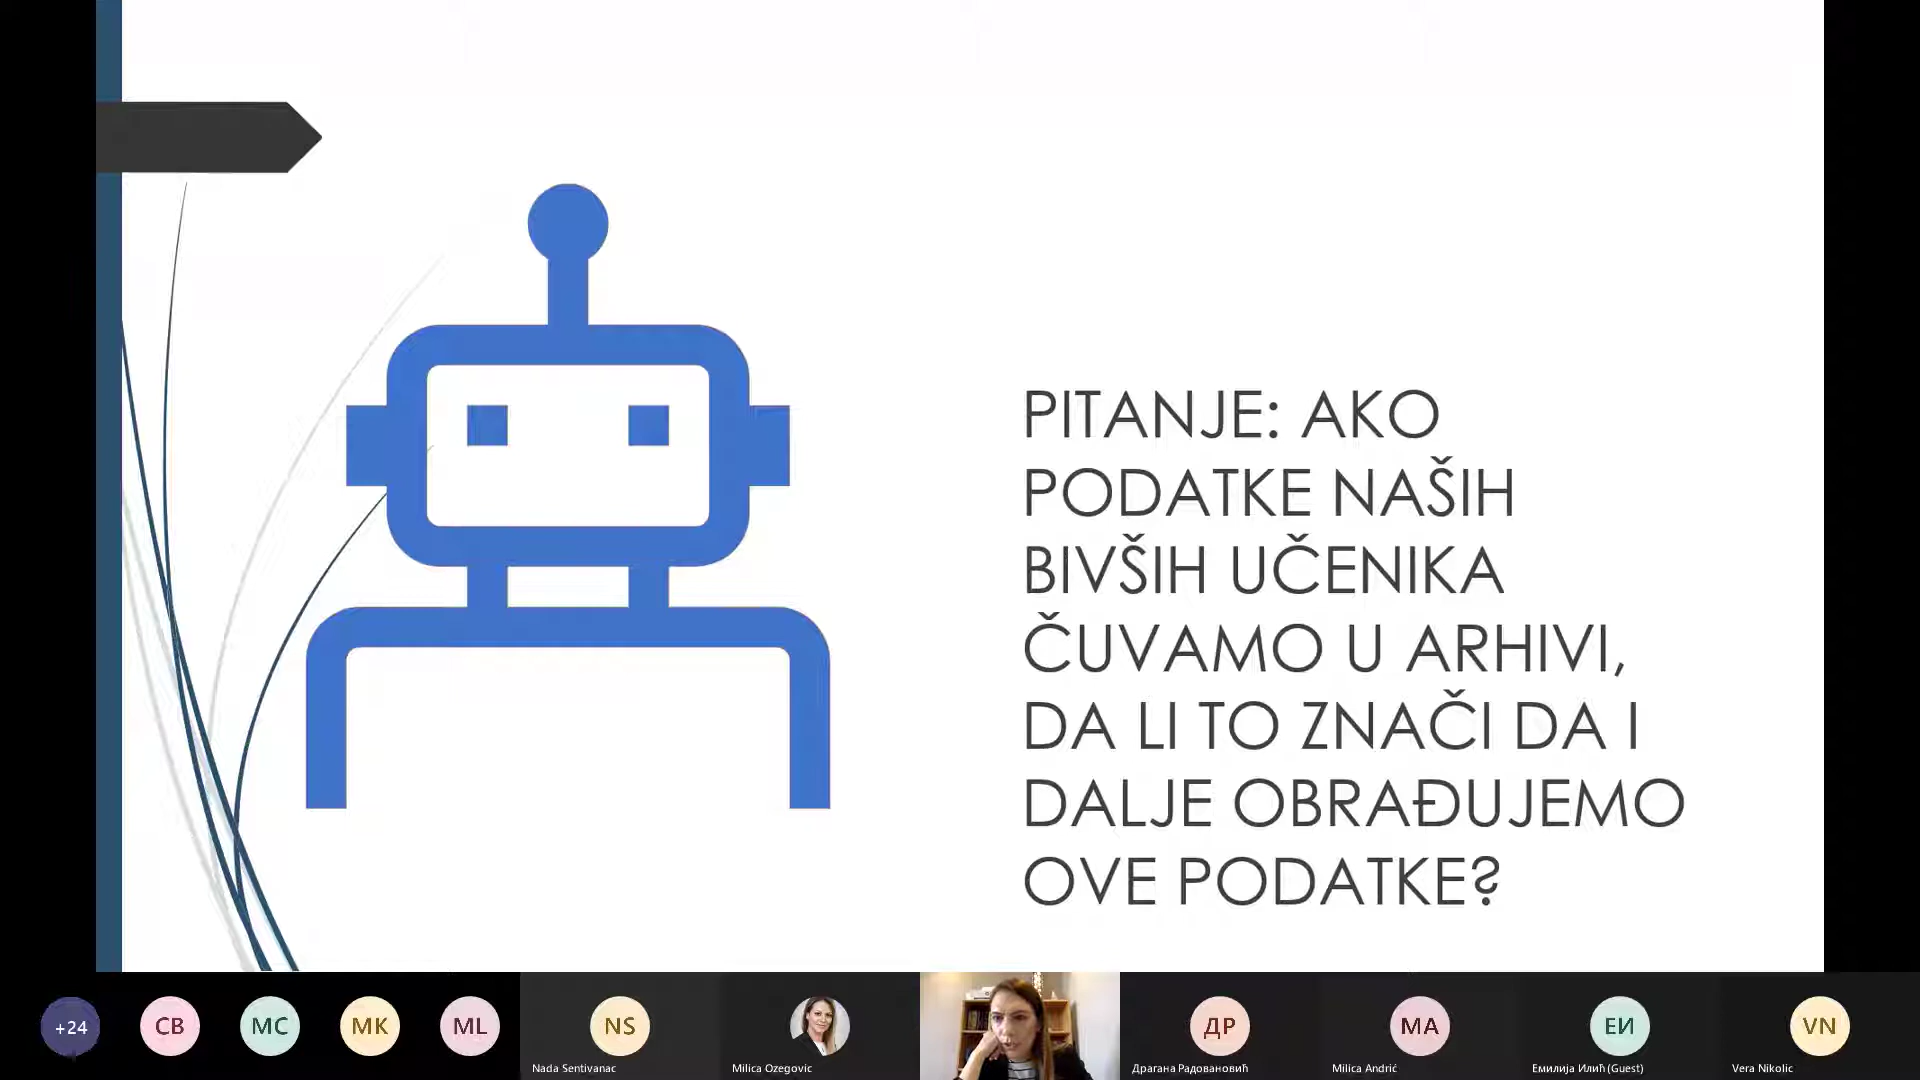 PITANJE: AKO
PODATKE NAŠIH
BIVŠIH UČENIKA
ČUVAMO U ARHIVI,
DA LI TO ZNAČI DA I
DALJE OBRAĐUJEMO
OVE PODATKE?
+24
CB
MC
MK
ML
NS
Nada Sentivanac
Milica Ozegovic
ДР
Драгана Радовановић
MA
Milica Andrić
ЕИ
Емилија Илић (Guest)
VN
Vera Nikolic